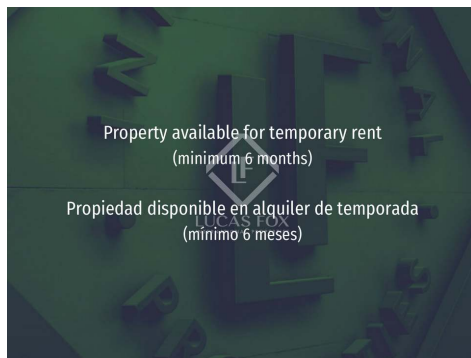 Property available for temporary rent
(minimum 6 months)
LF
Propiedad disponible en alquiler de temporada
LUCAS FOX
(mínimo 6 meses)